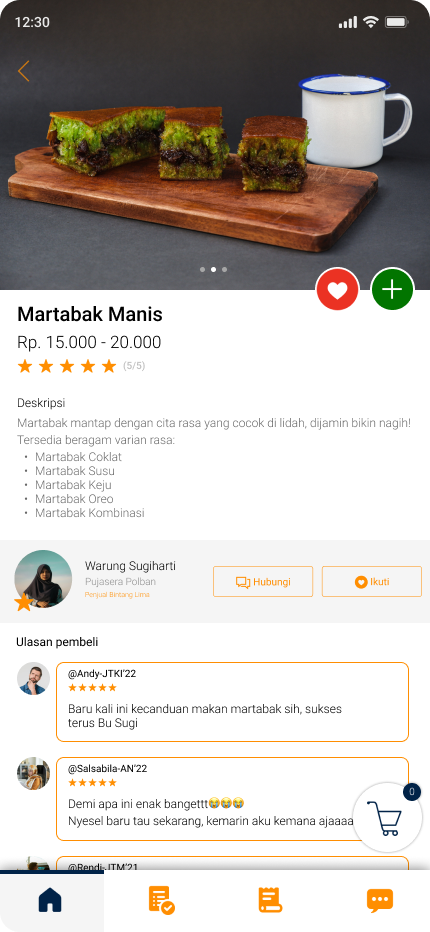 12:30
Martabak Manis
Rp. 15.000 - 20.000
(5/5)
Deskripsi
Martabak mantap dengan cita rasa yang cocok di lidah, dijamin bikin nagih!
Tersedia beragam varian rasa:
• Martabak Coklat
• Martabak Susu
• Martabak Keju
• Martabak Oreo
• Martabak Kombinasi
Warung Sugiharti
Pujasera Polban
Penjual Bintang Lima
Hubungi
Ikuti
Ulasan pembeli
@Andy-JTKI'22
Baru kali ini kecanduan makan martabak sih, sukses
terus Bu Sugi
@Salsabila-AN'22
Demi apa ini enak bangettt😭😭😭
Nyesel baru tau sekarang, kemarin aku kemana ajaaaa
0
@Rendi-JTM'21